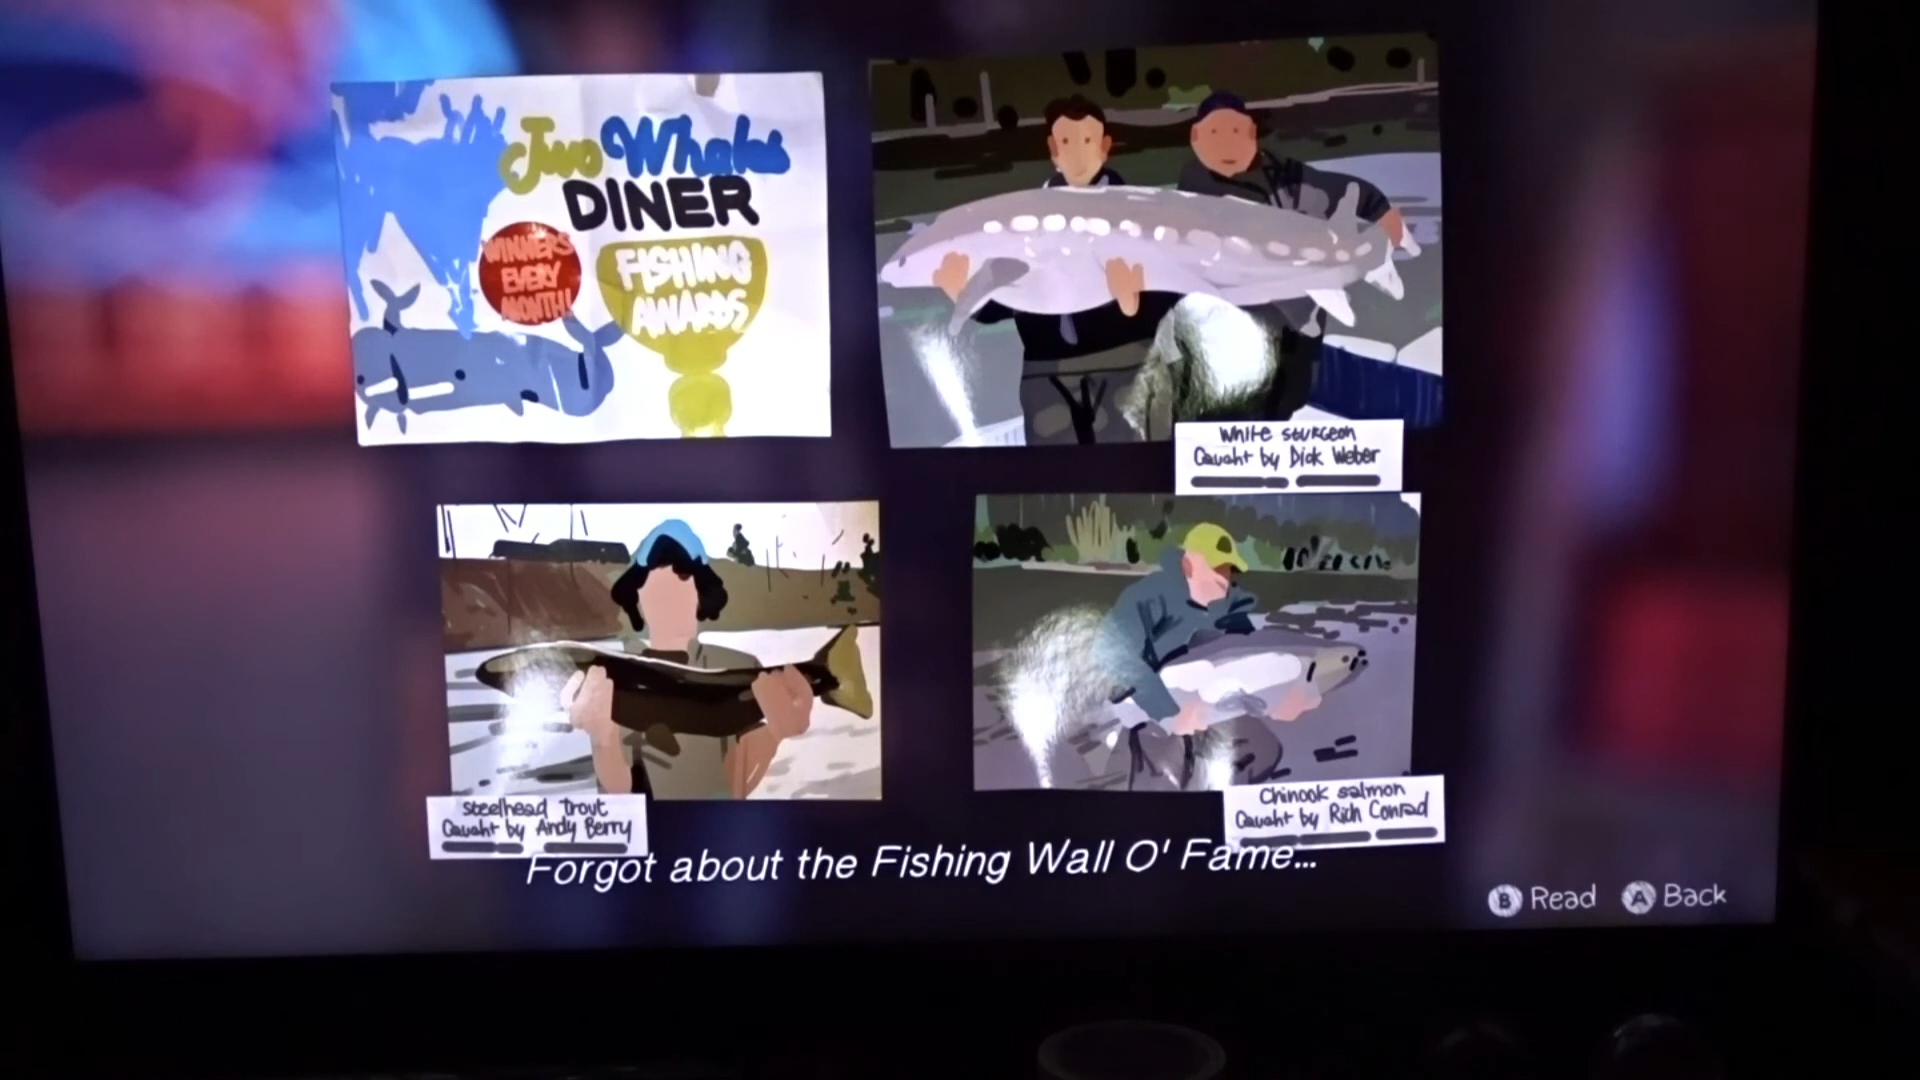 Two Whales
DINER
WINNERS
EVERY
MONTH!
FISHING
AWARDS
White sturgeon
Caught by Dick Weber
Steelhead trout
Caught by Andy Berry
Chinook salmon
Caught by Rich Conrad
Forgot about the Fishing Wall O' Fame...
B Read
A Back